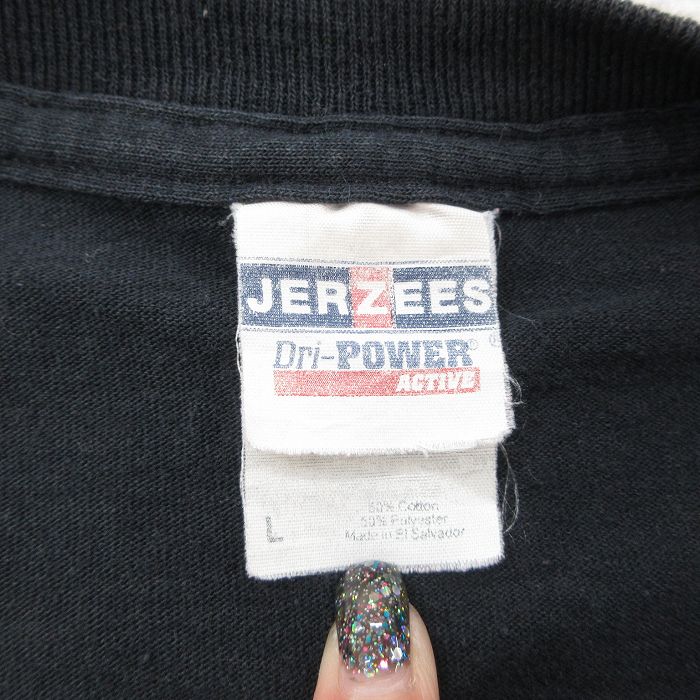 JERZEES
Dri-POWER®
ACTIVE
L
50% Cotton
50% Polyester
Made in El Salvador